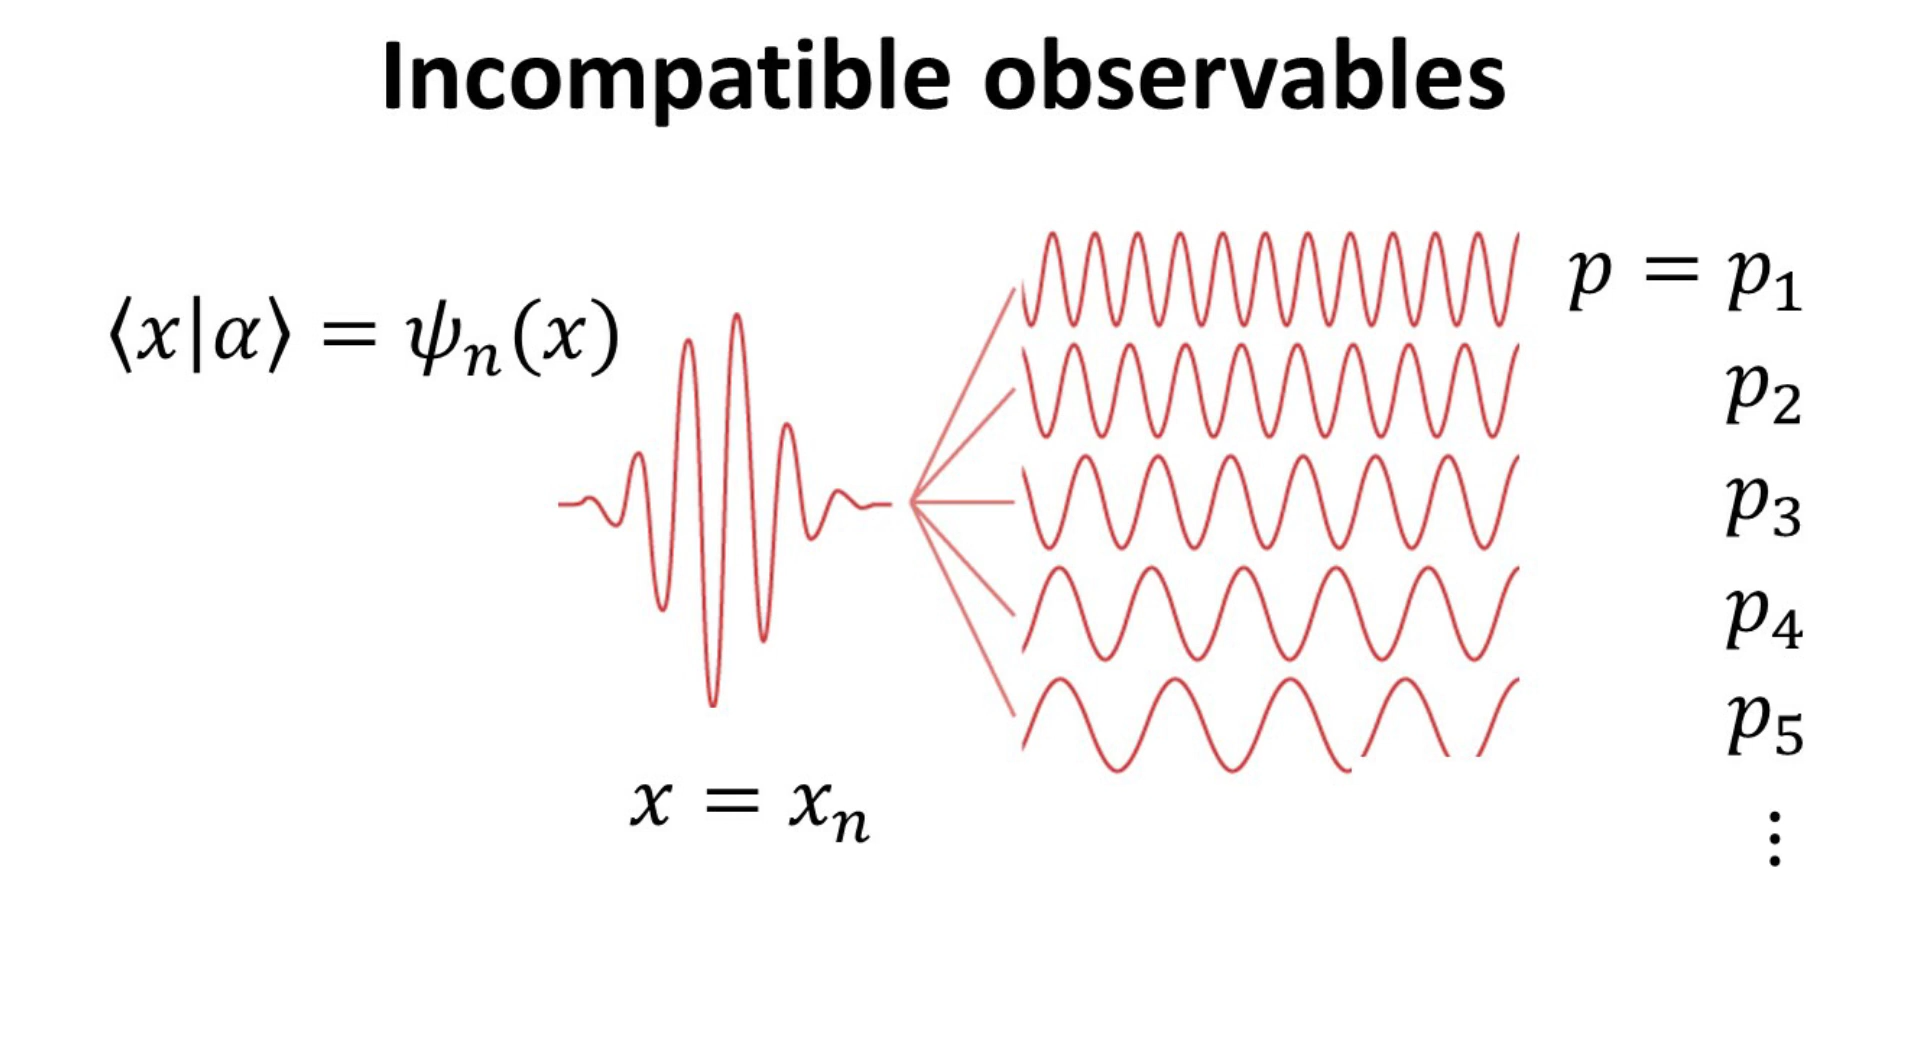 Incompatible observables
⟨x|α⟩ = ψₙ(x)
p = p₁
p₂
p₃
p₄
p₅
⋮
x = xₙ